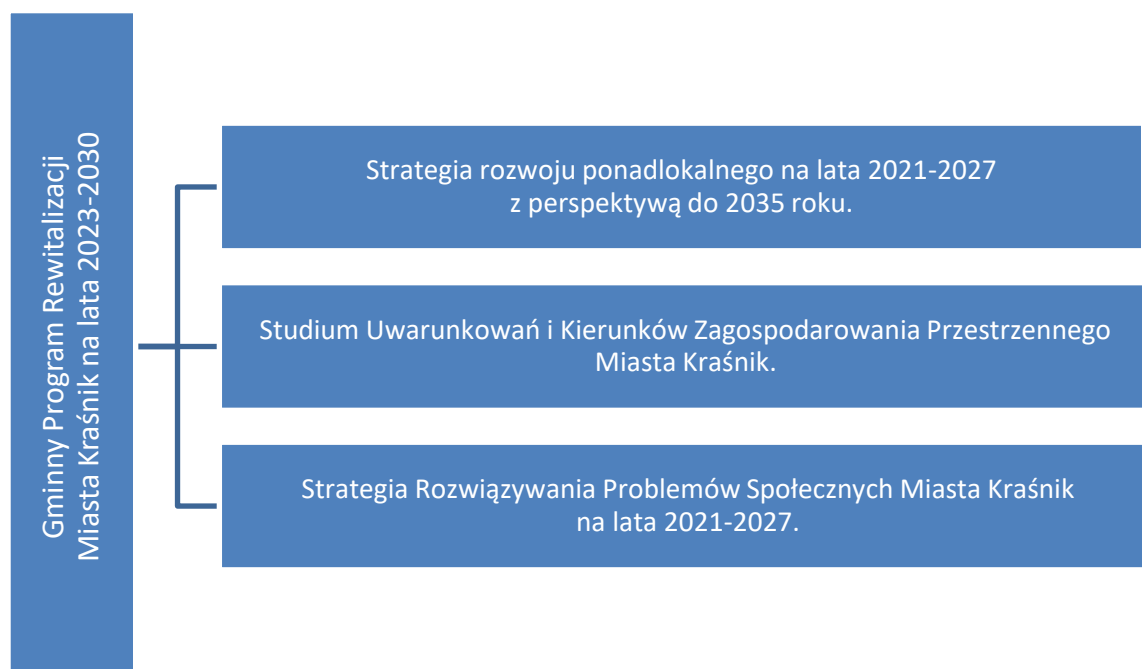 Gminny Program Rewitalizacji
Miasta Kraśnik na lata 2023-2030
Strategia rozwoju ponadlokalnego na lata 2021-2027
z perspektywą do 2035 roku.
Studium Uwarunkowań i Kierunków Zagospodarowania Przestrzennego
Miasta Kraśnik.
Strategia Rozwiązywania Problemów Społecznych Miasta Kraśnik
na lata 2021-2027.